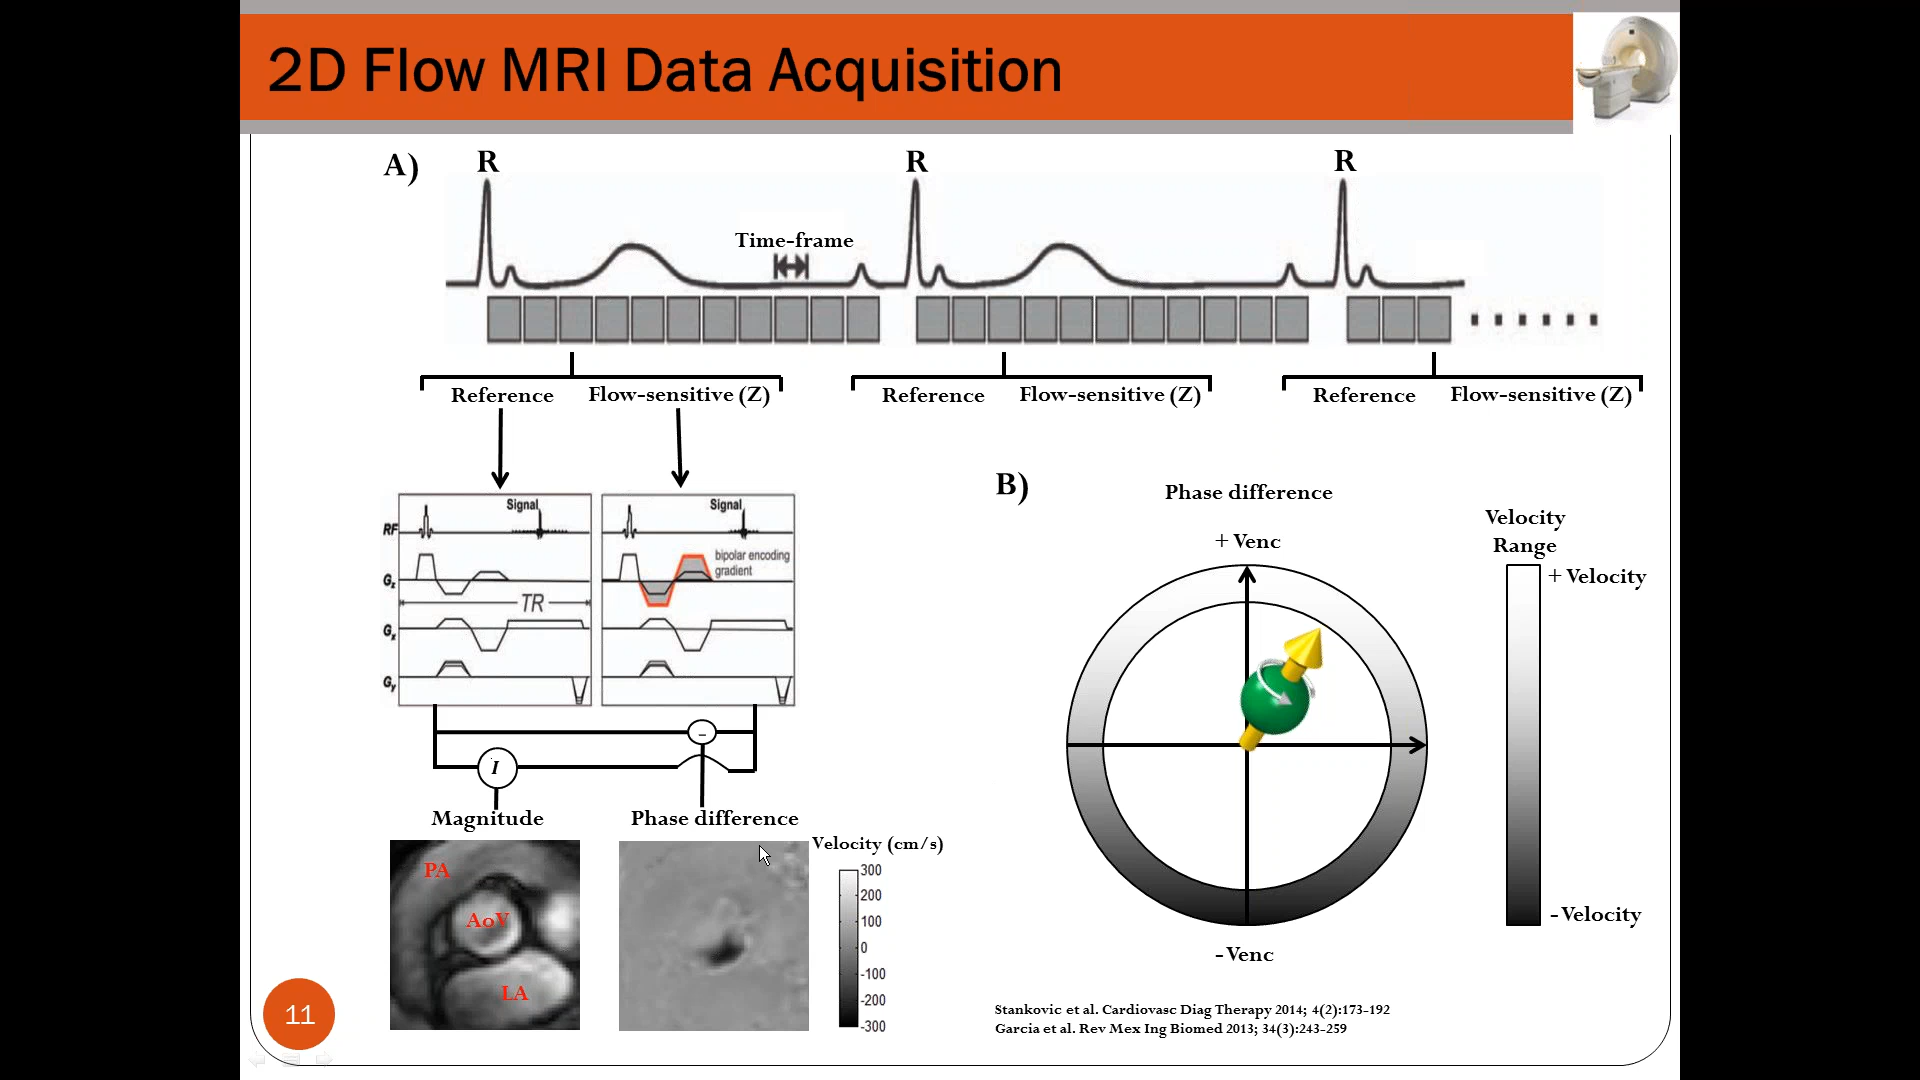 2D Flow MRI Data Acquisition
A)
R
R
R
Time-frame
Reference
Flow-sensitive (Z)
Reference
Flow-sensitive (Z)
Reference
Flow-sensitive (Z)
Signal
Signal
RF
bipolar encoding
gradient
Gz
TR
Gx
Gy
-
I
Magnitude
Phase difference
PA
AoV
LA
Velocity (cm/s)
300
200
100
0
-100
-200
-300
B)
Phase difference
+ Venc
- Venc
Velocity
Range
+ Velocity
- Velocity
Stankovic et al. Cardiovasc Diag Therapy 2014; 4(2):173-192
Garcia et al. Rev Mex Ing Biomed 2013; 34(3):243-259
11